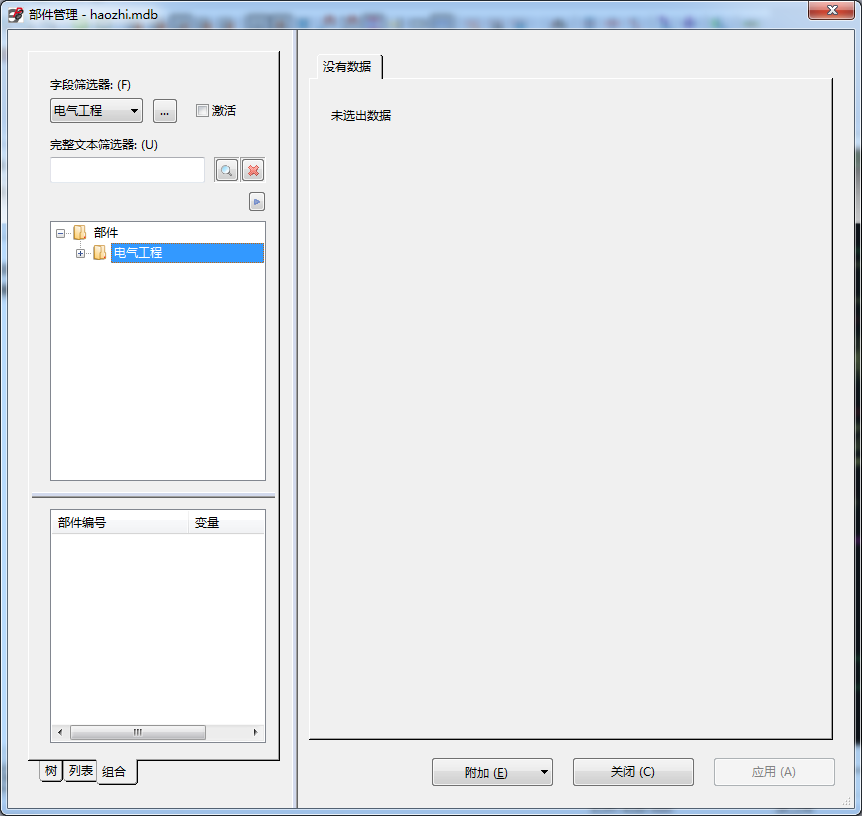 部件管理 - haozhi.mdb
字段筛选器: (F)
电气工程
...
激活
完整文本筛选器: (U)
部件
电气工程
部件编号
变量
树
列表
组合
没有数据
未选出数据
附加 (E)
关闭 (C)
应用 (A)